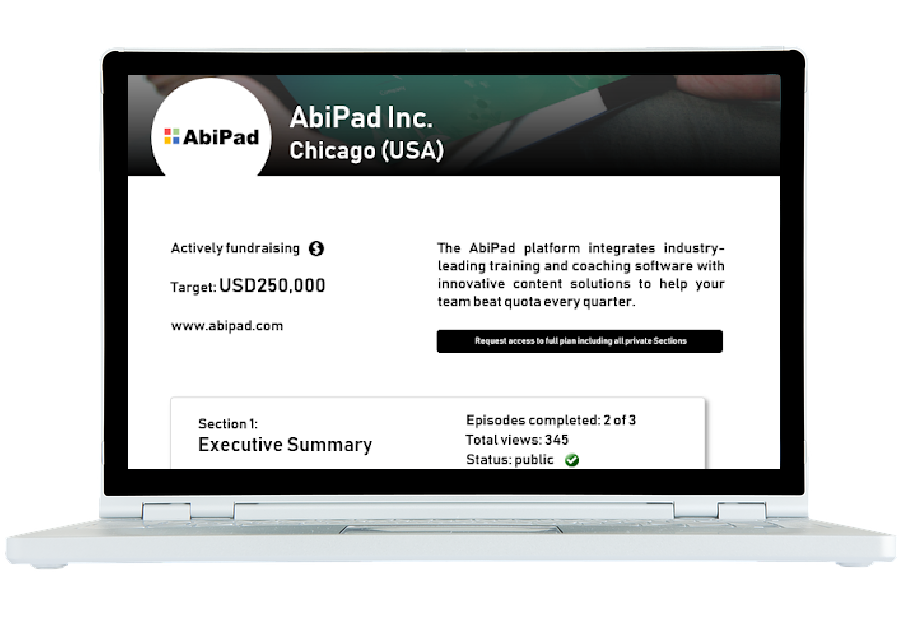 AbiPad
AbiPad Inc.
Chicago (USA)
Actively fundraising
Target: USD250,000
www.abipad.com
The AbiPad platform integrates industry-
leading training and coaching software with
innovative content solutions to help your
team beat quota every quarter.
Request access to full plan including all private Sections
Section 1:
Executive Summary
Episodes completed: 2 of 3
Total views: 345
Status: public